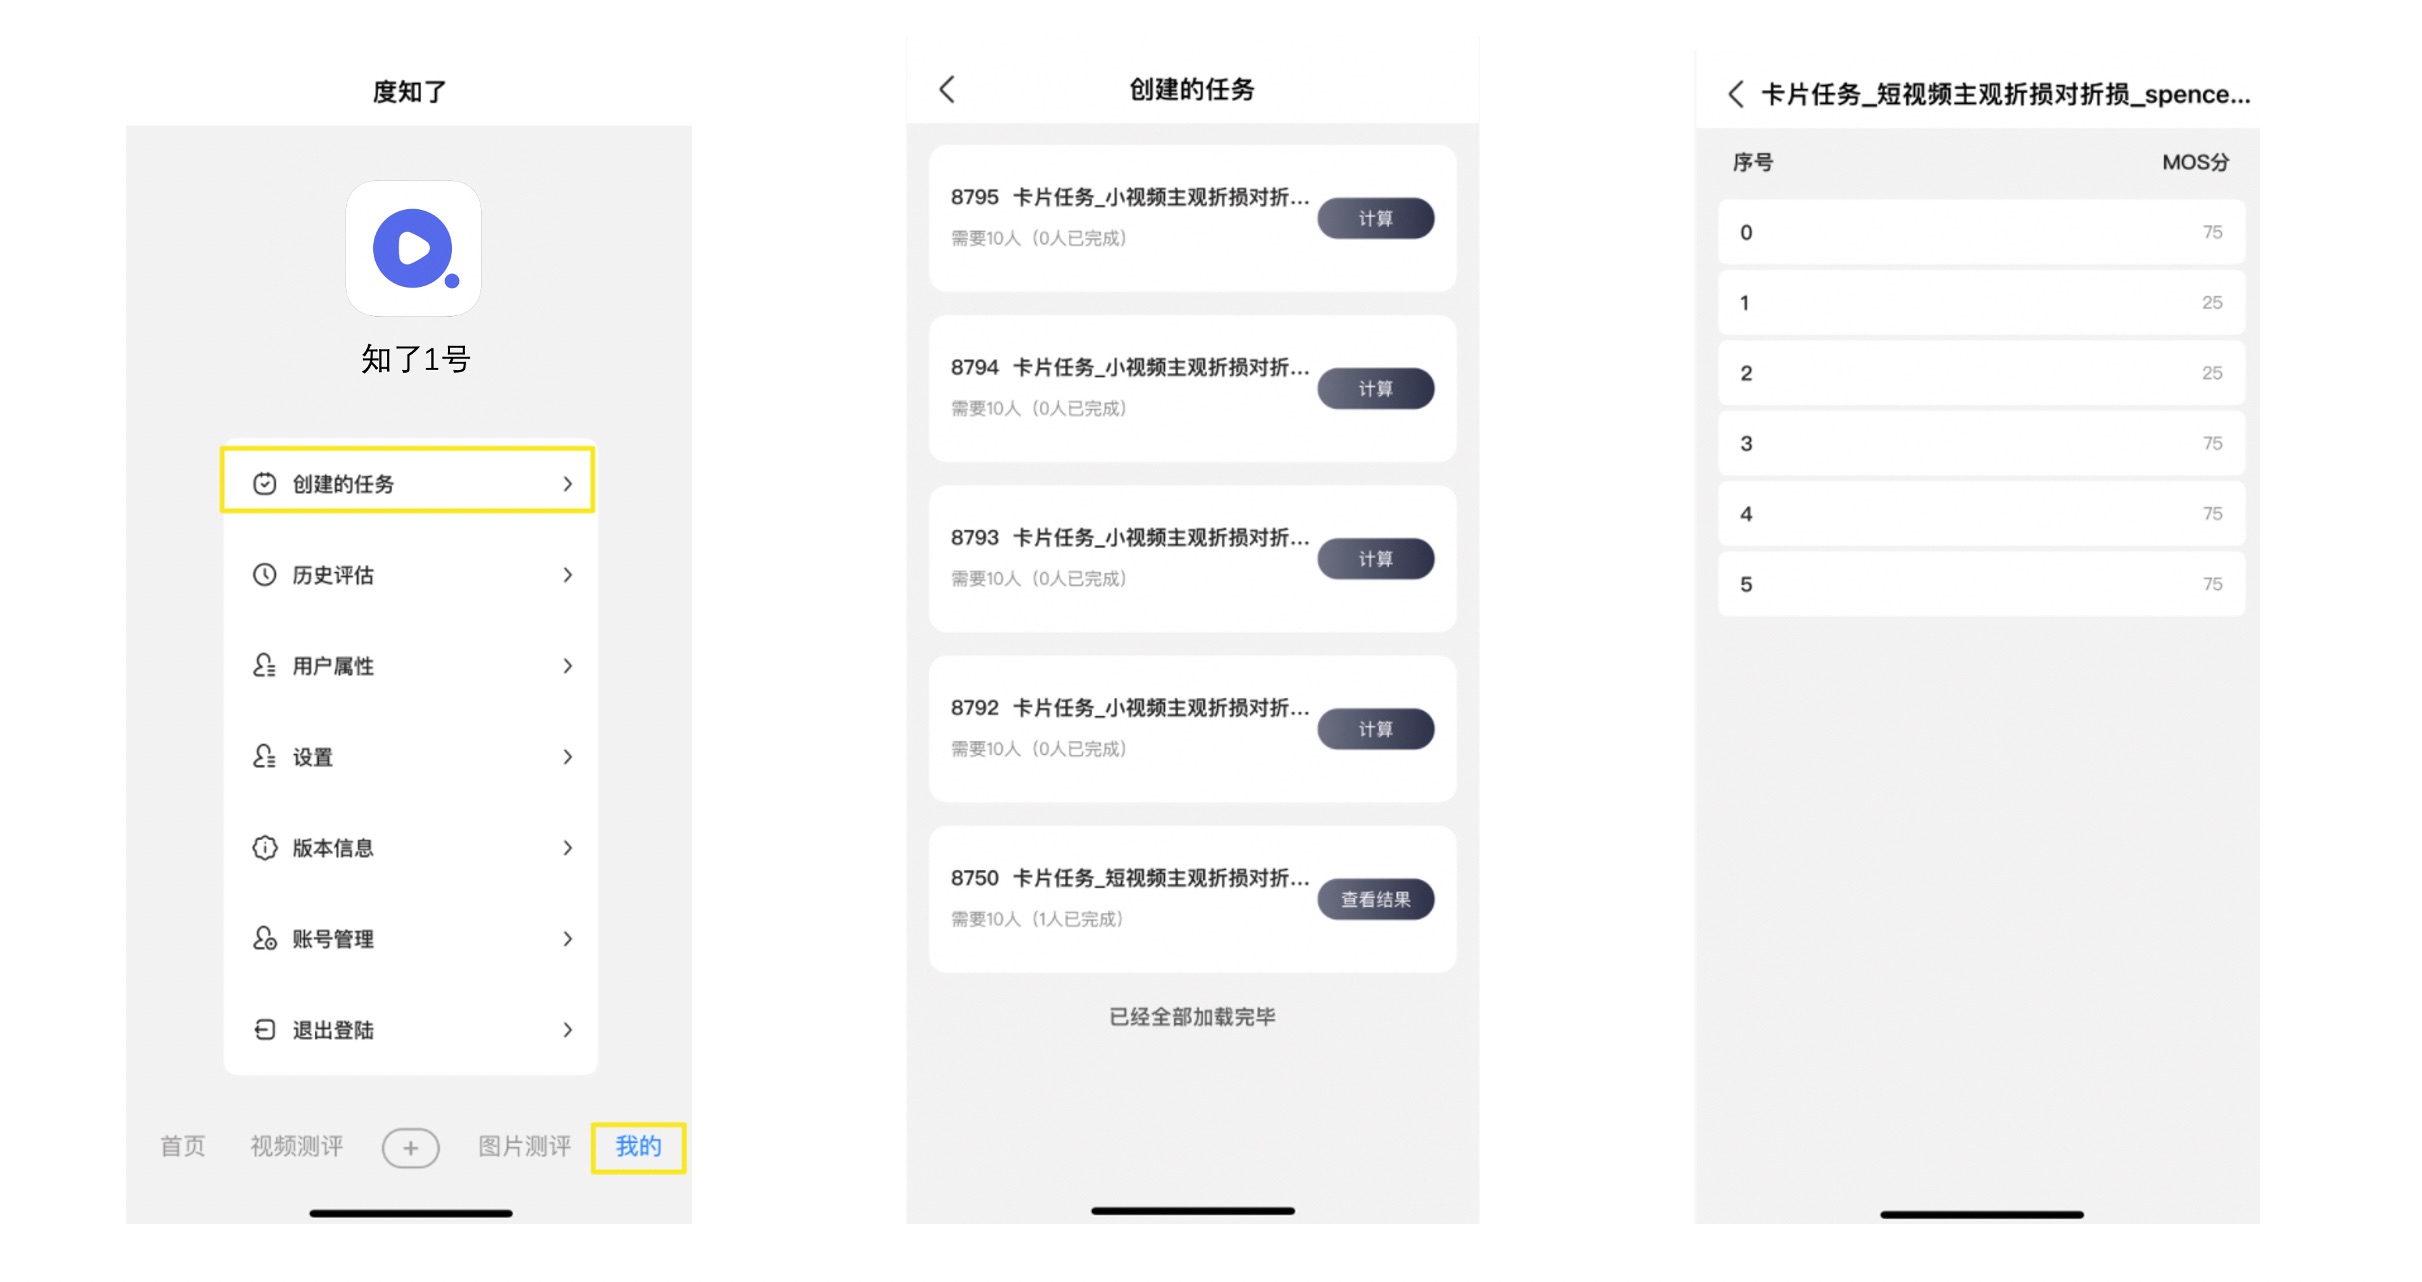 度知了
知了1号
创建的任务
历史评估
用户属性
设置
版本信息
账号管理
退出登陆
首页 视频测评 + 图片测评 我的
创建的任务
8795 卡片任务_小视频主观折损对折...
需要10人（0人已完成）
计算
8794 卡片任务_小视频主观折损对折...
需要10人（0人已完成）
计算
8793 卡片任务_小视频主观折损对折...
需要10人（0人已完成）
计算
8792 卡片任务_小视频主观折损对折...
需要10人（0人已完成）
计算
8750 卡片任务_短视频主观折损对折...
需要10人（1人已完成）
查看结果
已经全部加载完毕
卡片任务_短视频主观折损对折损_spence...
序号 MOS分
0 75
1 25
2 25
3 75
4 75
5 75